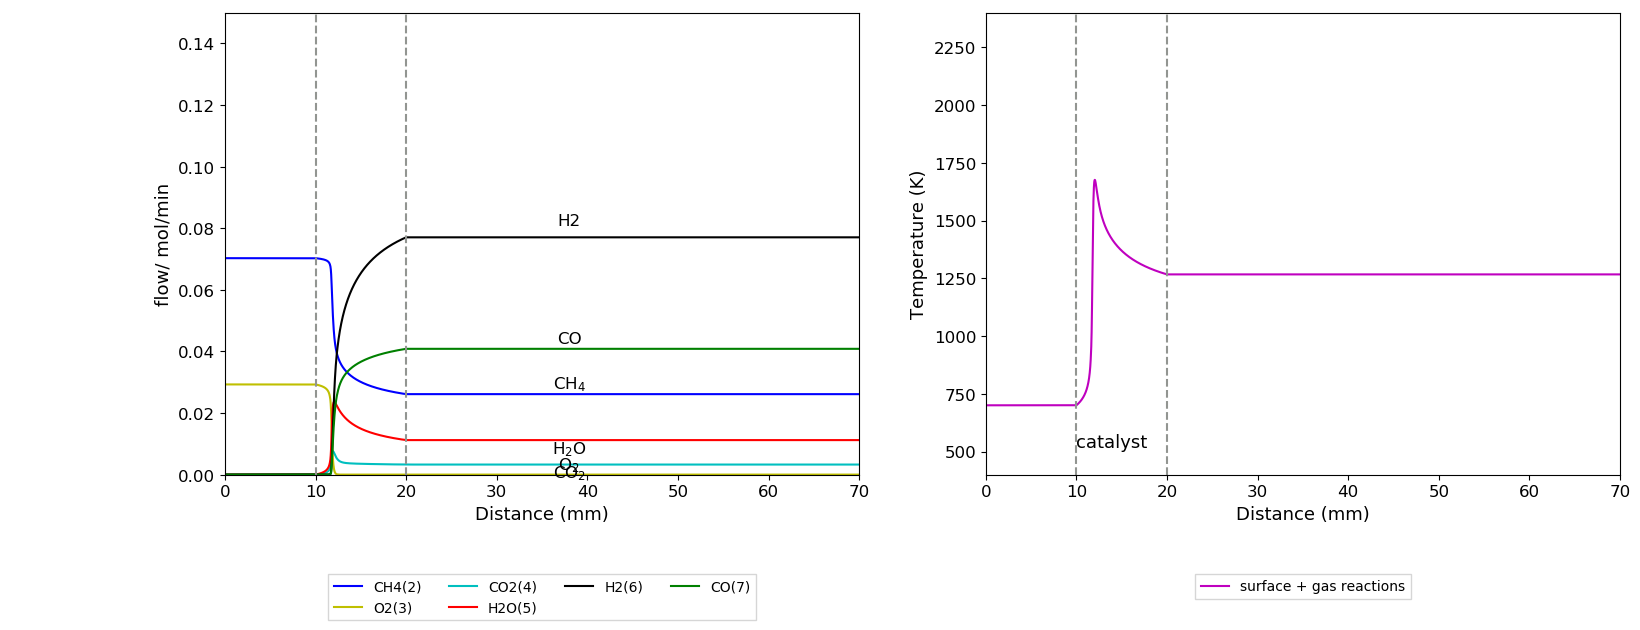 0.14
0.12
0.10
0.08
0.06
0.04
0.02
0.00
flow/ mol/min
H2
CO
CH₄
H₂O
O₂
CO₂
0 10 20 30 40 50 60 70
Distance (mm)
CH4(2) CO2(4) H2(6) CO(7)
O2(3) H2O(5)
2250
2000
1750
1500
1250
1000
750
500
Temperature (K)
catalyst
0 10 20 30 40 50 60 70
Distance (mm)
surface + gas reactions